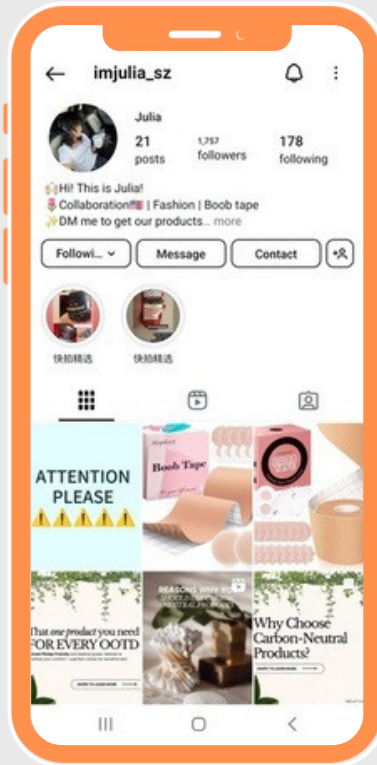 imjulia_sz
Julia
21 1,757 178
posts followers following
🙌🏻Hi! This is Julia!
| Fashion | Boob tape
✨DM me to get our products... more
Followi... Message Contact
快拍精选 快拍精选
ATTENTION
PLEASE
⚠️⚠️⚠️⚠️⚠️
Boob Tape
That one product you need
FOR EVERY OOTD
REASONS WHY YOU
SHOULD
Why Choose
Carbon-Neutral
Products?